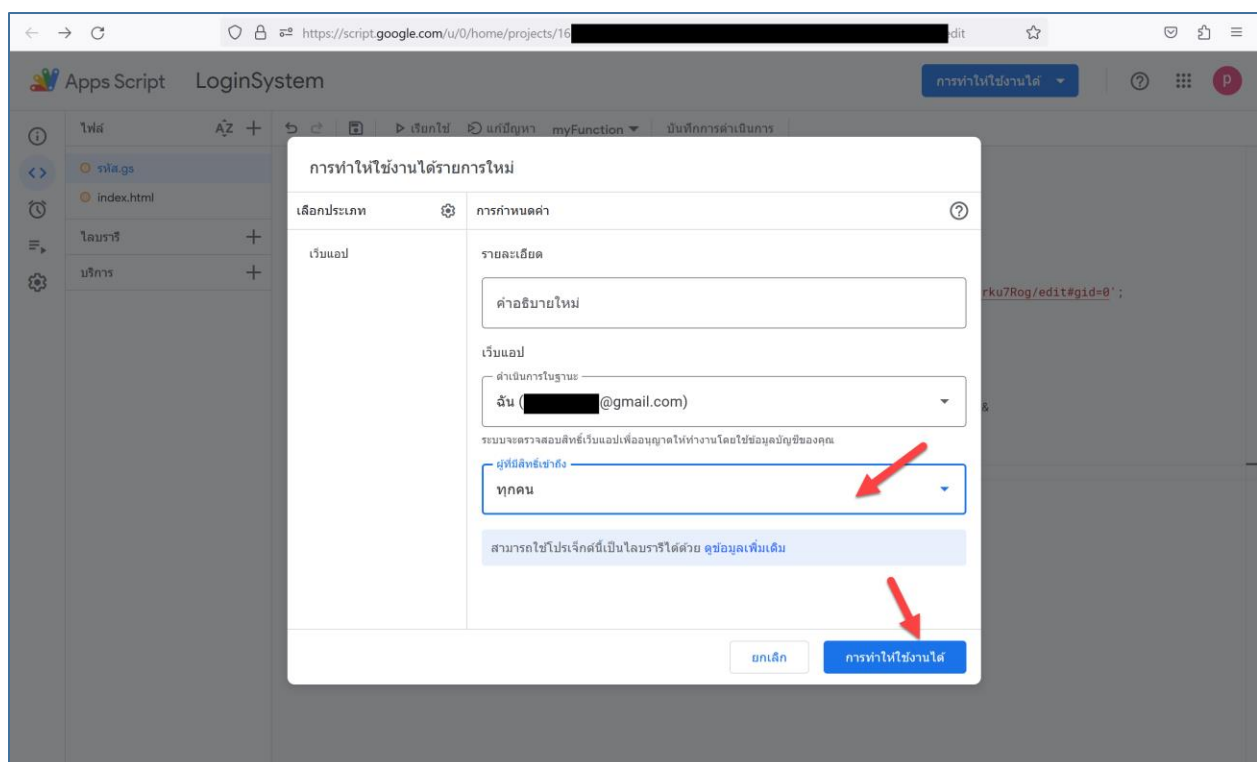 https://script.google.com/u/0/home/projects/16
edit
Apps Script LoginSystem
การทำให้ใช้งานได้
P
ไฟล์ AZ
เรียกใช้ แก้ปัญหา myFunction บันทึกการดำเนินการ
รหัส.gs
index.html
ไลบรารี
บริการ
rku7Rog/edit#gid=0';
&
การทำให้ใช้งานได้รายการใหม่
เลือกประเภท
การกำหนดค่า
เว็บแอป
รายละเอียด
คำอธิบายใหม่
เว็บแอป
ดำเนินการในฐานะ
ฉัน ( @gmail.com)
ระบบจะตรวจสอบสิทธิ์เว็บแอปเพื่ออนุญาตให้ทำงานโดยใช้ข้อมูลบัญชีของคุณ
ผู้ที่มีสิทธิ์เข้าถึง
ทุกคน
สามารถใช้โปรเจ็กต์นี้เป็นไลบรารีได้ด้วย ดูข้อมูลเพิ่มเติม
ยกเลิก การทำให้ใช้งานได้